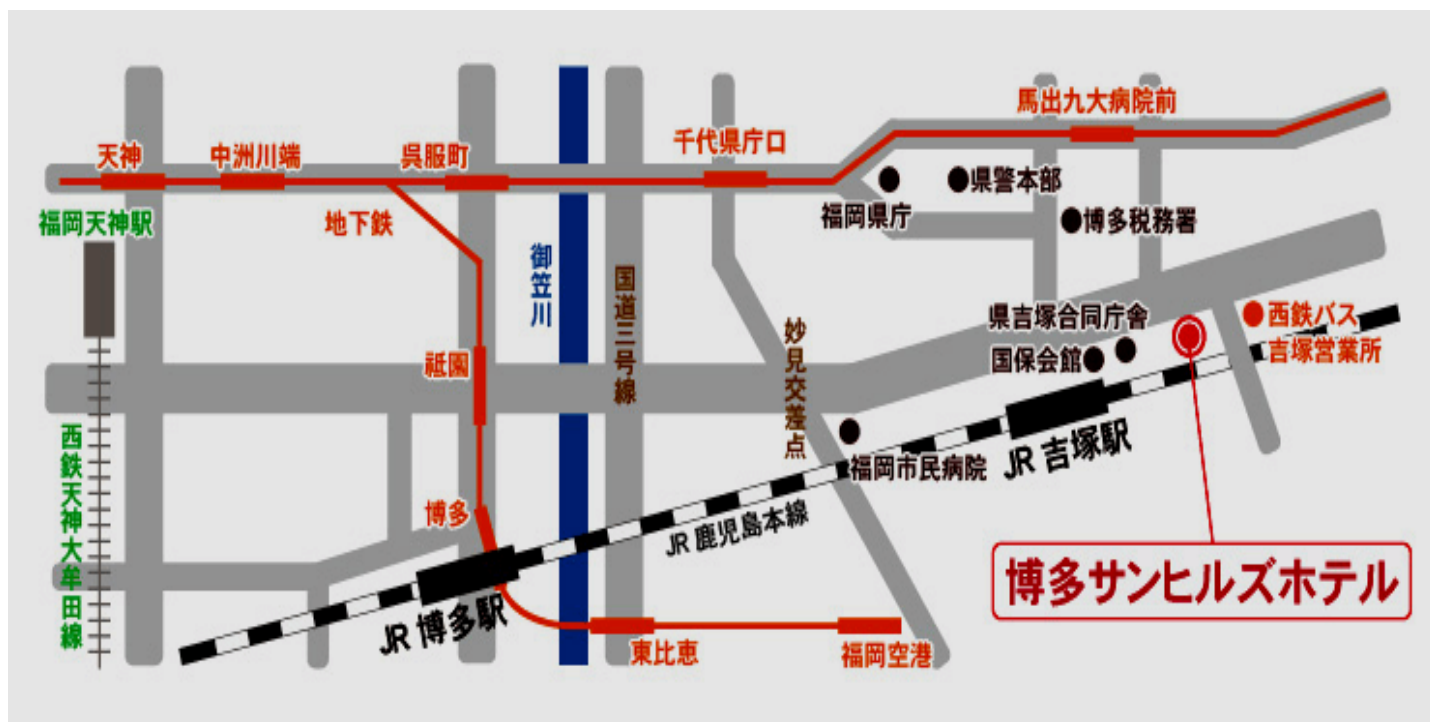 馬出九大病院前
千代県庁口
天神
中洲川端
呉服町
県警本部
福岡県庁
博多税務署
福岡天神駅
地下鉄
御笠川
国道三号線
妙見交差点
県吉塚合同庁舎
西鉄バス
吉塚営業所
国保会館
祗園
JR 吉塚駅
福岡市民病院
西鉄天神大牟田線
博多
JR 鹿児島本線
博多サンヒルズホテル
JR 博多駅
東比恵
福岡空港